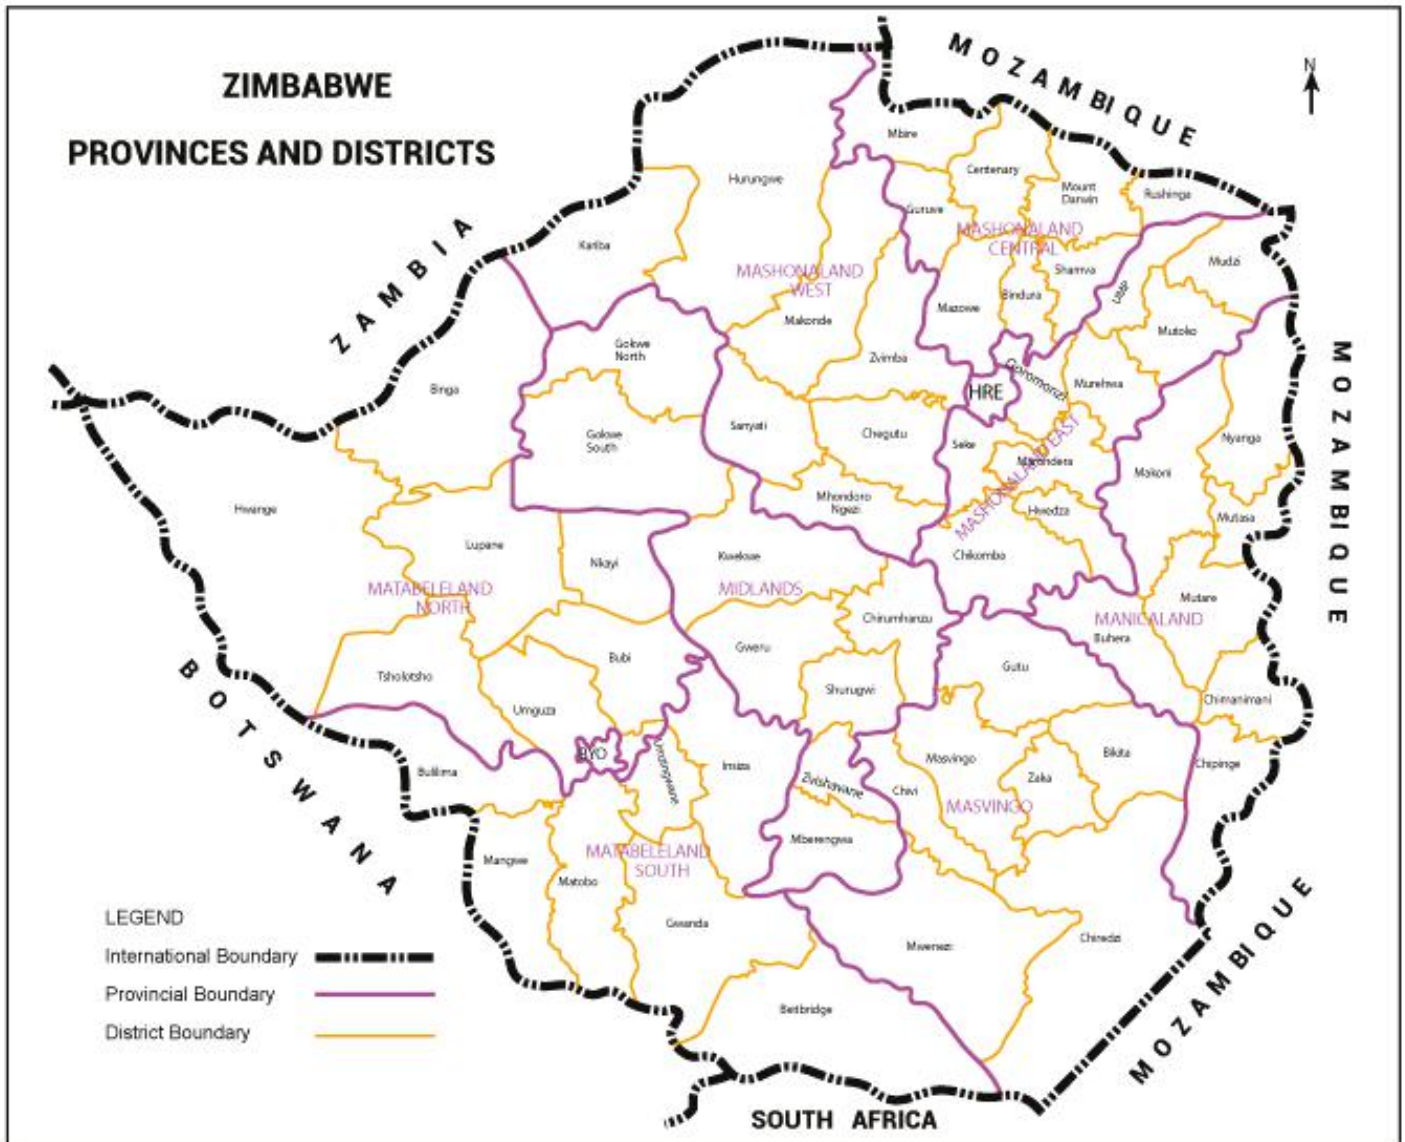 ZIMBABWE
PROVINCES AND DISTRICTS
MOZAMBIQUE
N
Mbire
Centenary
Mount
Darwin
Rushinga
Hurungwe
Guruve
MASHONALAND
CENTRAL
Kariba
ZAMBIA
MASHONALAND
WEST
Shamva
Mudzi
UMP
Bindura
Mazowe
Makonde
Mutoko
Gokwe
North
Zvimba
MOZAMBIQUE
Binga
HRE
Goromonzi
Murehwa
Sanyati
Chegutu
Gokwe
South
Seke
Nyanga
Marondera
MASHONALAND EAST
Makoni
Mhondoro
Ngezi
Hwange
Hwedza
Mutasa
Lupane
Nkayi
Kwekwe
Chikomba
MATABELELAND
NORTH
MIDLANDS
Mutare
Chirumhanzu
MANICALAND
Buhera
Gweru
Bubi
Gutu
Tsholotsho
Shurugwi
Chimanimani
Umguza
BOTSWANA
BYO
Umzingwane
Insiza
Masvingo
Bikita
Chipinge
Bulilima
Zvishavane
Chivi
Zaka
MASVINGO
Mberengwa
Mangwe
MATABELELAND
SOUTH
Matobo
LEGEND
International Boundary
Provincial Boundary
District Boundary
Gwanda
Mwenezi
Chiredzi
MOZAMBIQUE
Beitbridge
SOUTH AFRICA